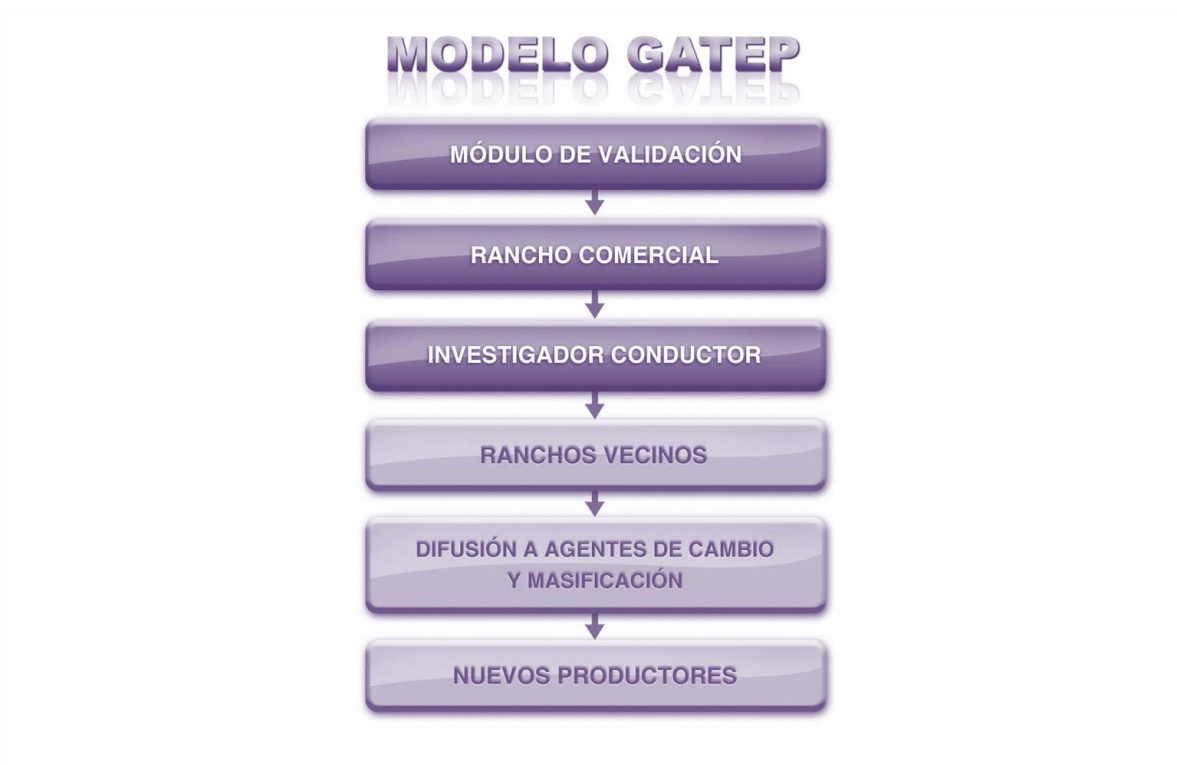 MODELO GATEP
MÓDULO DE VALIDACIÓN
RANCHO COMERCIAL
INVESTIGADOR CONDUCTOR
RANCHOS VECINOS
DIFUSIÓN A AGENTES DE CAMBIO
Y MASIFICACIÓN
NUEVOS PRODUCTORES